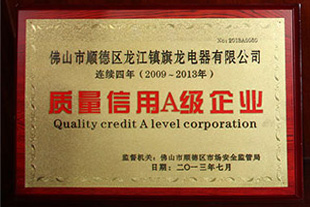 No: 2013A5050
佛山市顺德区龙江镇旗龙电器有限公司
连续四年（2009－2013年）
质量信用A级企业
Quality credit A level corporation
监督机关：佛山市顺德区市场安全监管局
日期：二〇一三年七月